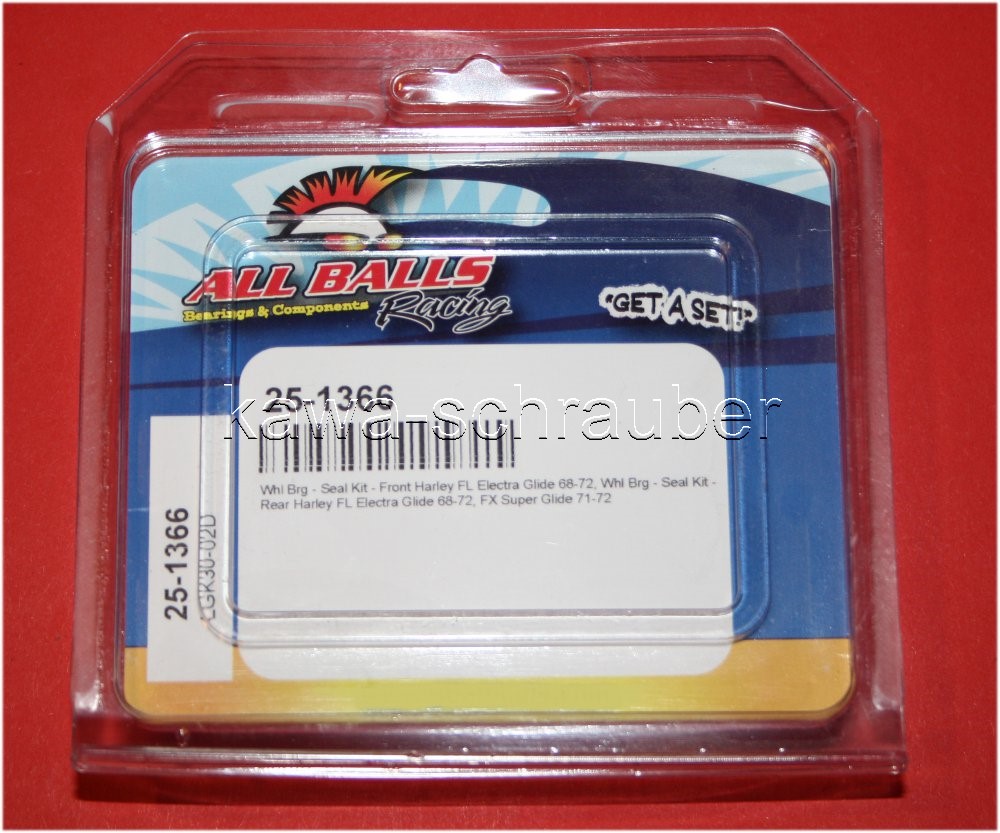 ALL BALLS
Bearings & Components
Racing
"GET A SET!"
25-1366
kawa-schrauber
Whl Brg - Seal Kit - Front Harley FL Electra Glide 68-72, Whl Brg - Seal Kit -
Rear Harley FL Electra Glide 68-72, FX Super Glide 71-72
25-1366
LGK30-02D